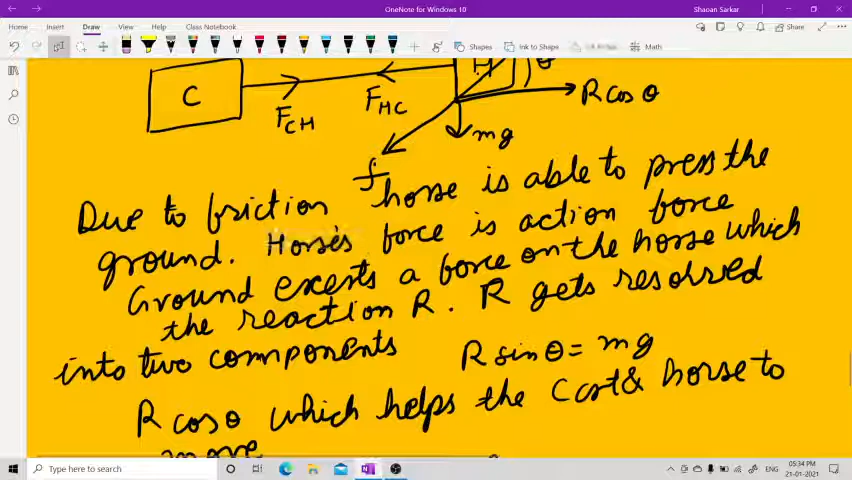 OneNote for Windows 10
Shaoan Sarkar
Home Insert Draw View Help Class Notebook
Share
Shapes Ink to Shape Math
C
H
θ
F_CH
F_HC
R cos θ
mg
f
Due to friction horse is able to press the
ground. Horse's force is action force
Ground exerts a force on the horse which
the reaction R. R gets resolved
into two components
R sin θ = mg
R cos θ which helps the Cart & horse to
move
Type here to search
ENG
05:34 PM
21-01-2021